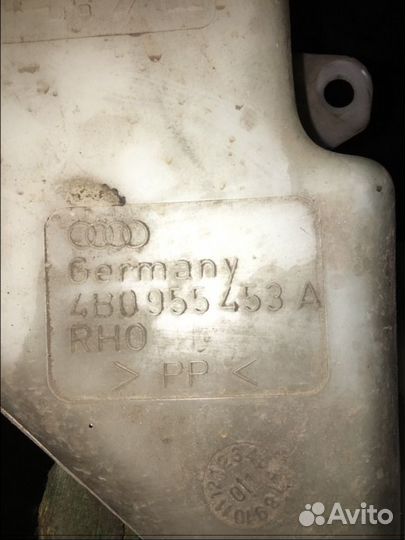 Germany
4B0 955 453 A
RHO
> PP <
Avito